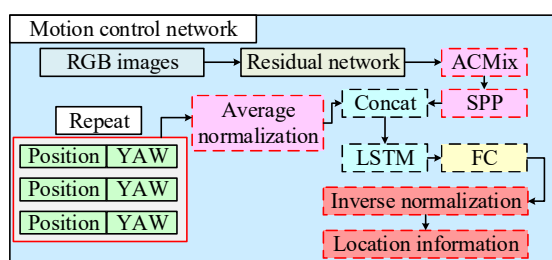 Motion control network
RGB images
Residual network
ACMix
Average normalization
Concat
SPP
Repeat
Position YAW
Position YAW
Position YAW
LSTM
FC
Inverse normalization
Location information